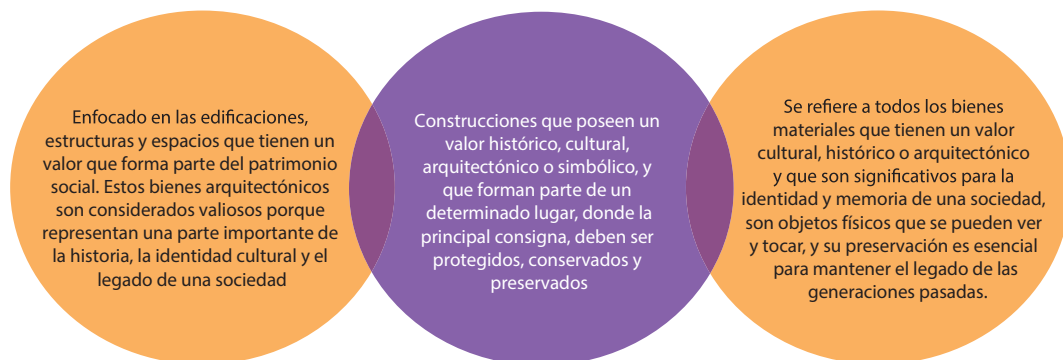 Enfocado en las edificaciones,
estructuras y espacios que tienen un
valor que forma parte del patrimonio
social. Estos bienes arquitectónicos
son considerados valiosos porque
representan una parte importante de
la historia, la identidad cultural y el
legado de una sociedad
Construcciones que poseen un
valor histórico, cultural,
arquitectónico o simbólico, y
que forman parte de un
determinado lugar, donde la
principal consigna, deben ser
protegidos, conservados y
preservados
Se refiere a todos los bienes
materiales que tienen un valor
cultural, histórico o arquitectónico
y que son significativos para la
identidad y memoria de una sociedad,
son objetos físicos que se pueden ver
y tocar, y su preservación es esencial
para mantener el legado de las
generaciones pasadas.